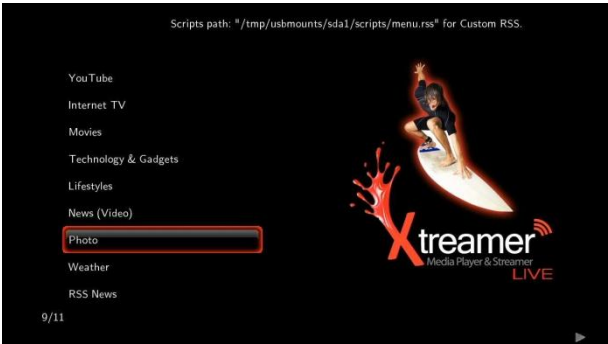 Scripts path: "/tmp/usbmounts/sda1/scripts/menu.rss" for Custom RSS.
YouTube
Internet TV
Movies
Technology & Gadgets
Lifestyles
News (Video)
Photo
Weather
RSS News
9/11
Xtreamer
Media Player & Streamer
LIVE